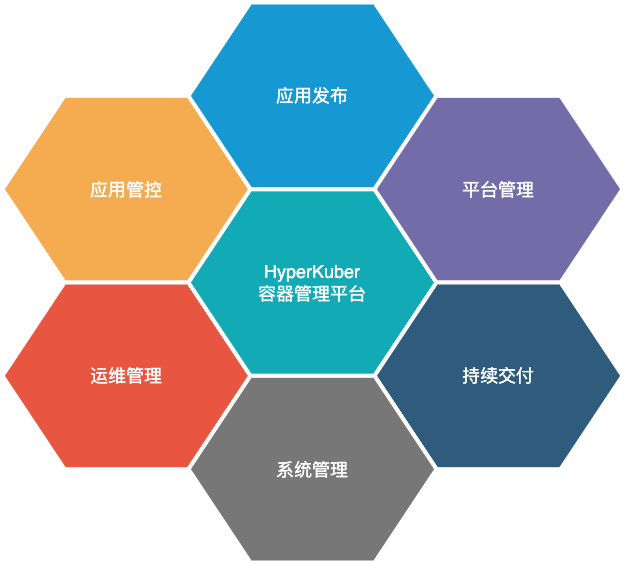 应用发布
应用管控
平台管理
HyperKuber
容器管理平台
运维管理
持续交付
系统管理